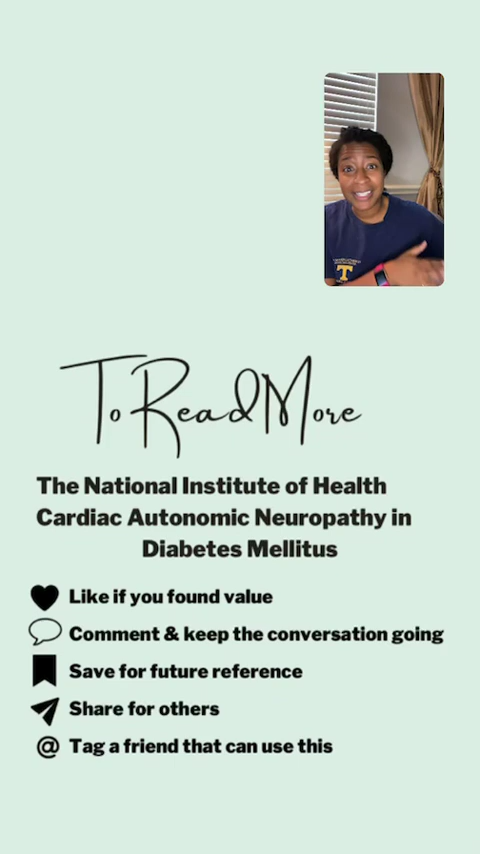 T
To Read More
The National Institute of Health
Cardiac Autonomic Neuropathy in
Diabetes Mellitus
Like if you found value
Comment & keep the conversation going
Save for future reference
Share for others
@ Tag a friend that can use this